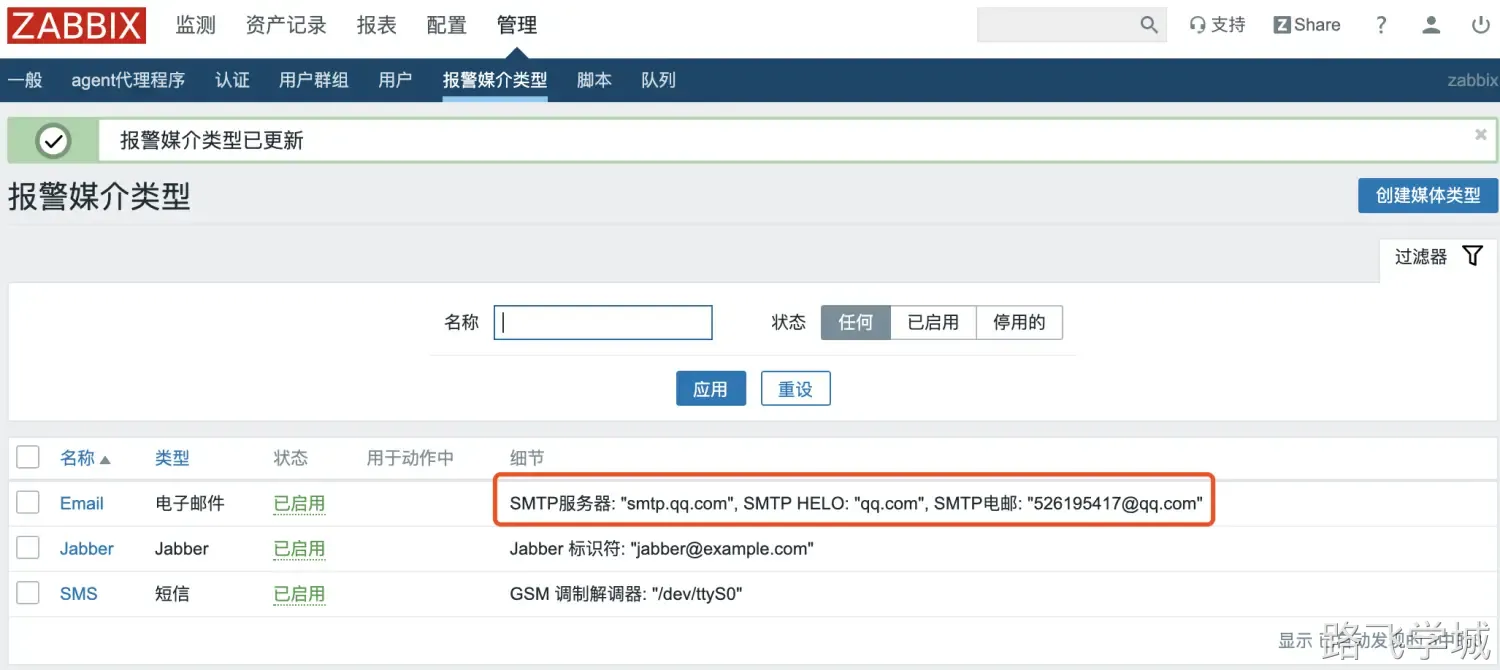 ZABBIX 监测 资产记录 报表 配置 管理 支持 Z Share ?
一般 agent代理程序 认证 用户群组 用户 报警媒介类型 脚本 队列 zabbix
报警媒介类型已更新
报警媒介类型 创建媒体类型
过滤器
名称 状态 任何 已启用 停用的
应用 重设
名称 类型 状态 用于动作中 细节
Email 电子邮件 已启用 SMTP服务器: "smtp.qq.com", SMTP HELO: "qq.com", SMTP电邮: "526195417@qq.com"
Jabber Jabber 已启用 Jabber 标识符: "jabber@example.com"
SMS 短信 已启用 GSM 调制解调器: "/dev/ttyS0"
显示
路飞学城